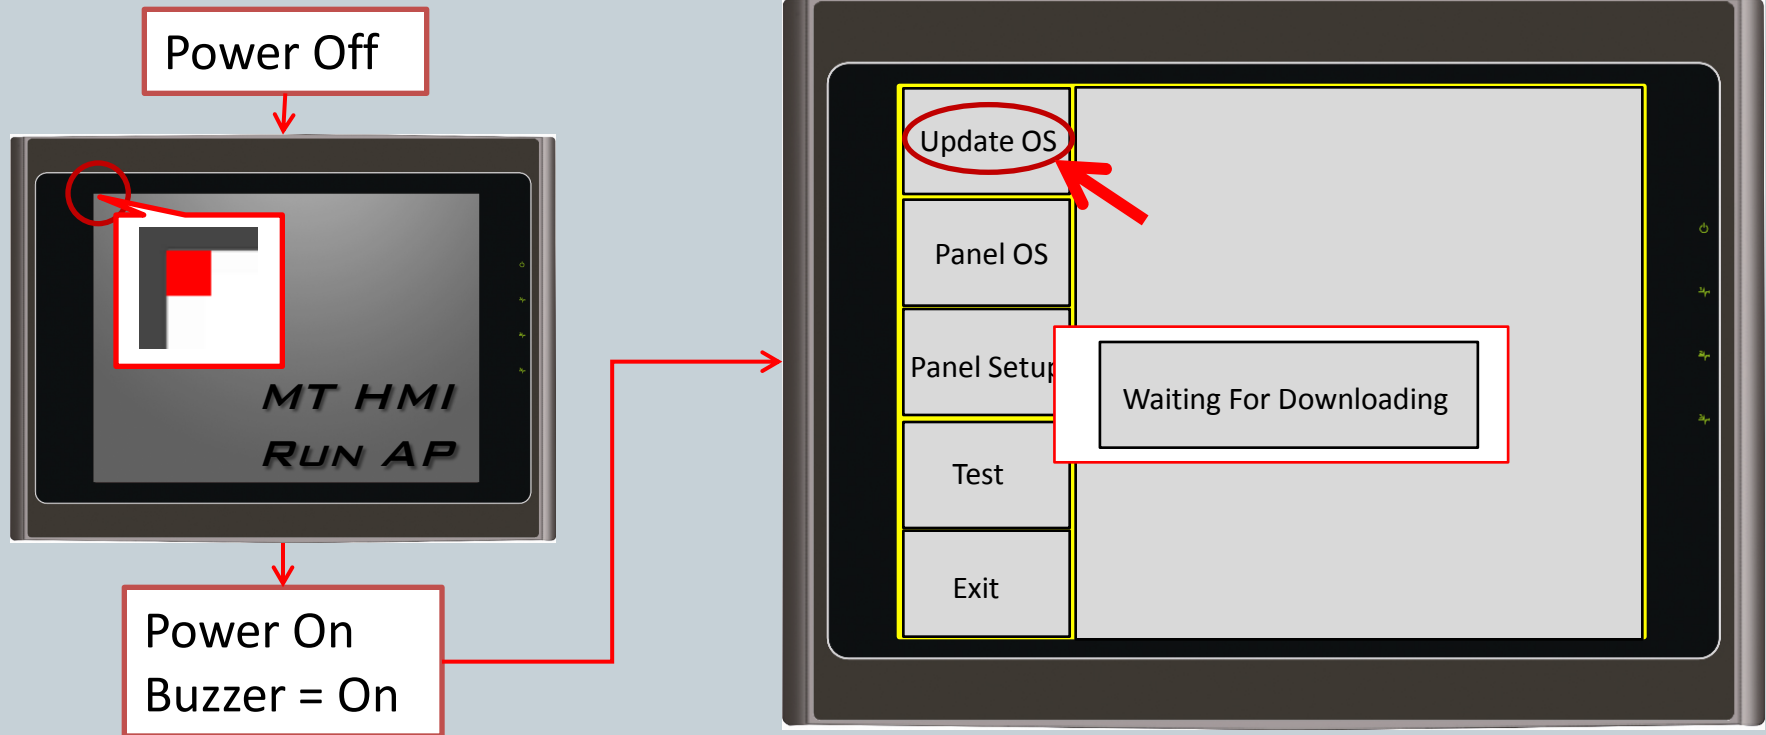 Power Off
MT HMI
Run AP
Power On
Buzzer = On
Update OS
Panel OS
Panel Setup
Waiting For Downloading
Test
Exit